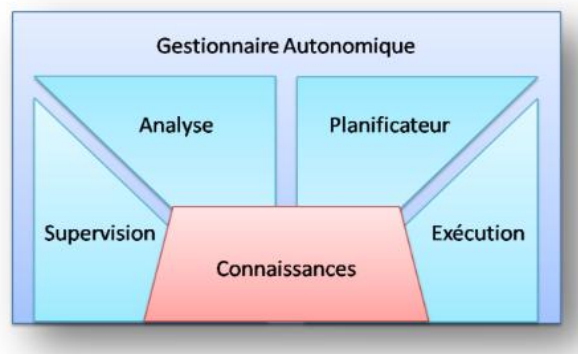 Gestionnaire Autonomique
Analyse
Planificateur
Supervision
Exécution
Connaissances